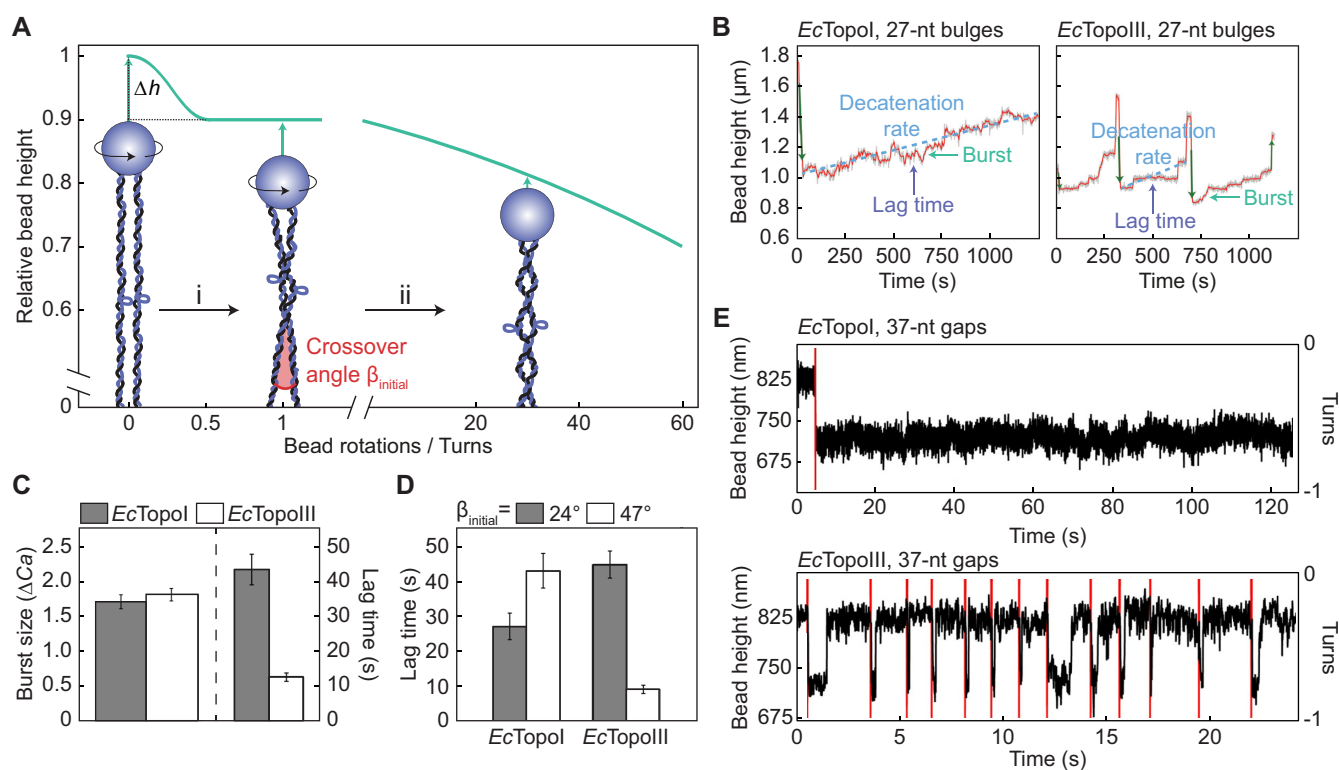 A
Relative bead height
1
0.9
0.8
0.7
0.6
0
Δh
i
ii
Crossover
angle βinitial
0
0.5
1
20
40
60
Bead rotations / Turns
B
EcTopoI, 27-nt bulges
EcTopoIII, 27-nt bulges
Bead height (μm)
1.8
1.6
1.4
1.2
1.0
0.8
0.6
Decatenation
rate
Burst
Lag time
0 250 500 750 1000
Time (s)
Decatenation
rate
Burst
Lag time
0 250 500 750 1000
Time (s)
C
EcTopoI EcTopoIII
Burst size (ΔCa)
2.5
2.0
1.5
1.0
0.5
0
50
40
30
20
10
0
Lag time (s)
D
βinitial= 24° 47°
Lag time (s)
50
40
30
20
10
0
EcTopoI EcTopoIII
E
EcTopoI, 37-nt gaps
Bead height (nm)
825
750
675
0
-1
Turns
0 20 40 60 80 100 120
Time (s)
EcTopoIII, 37-nt gaps
Bead height (nm)
825
750
675
0
-1
Turns
0 5 10 15 20
Time (s)